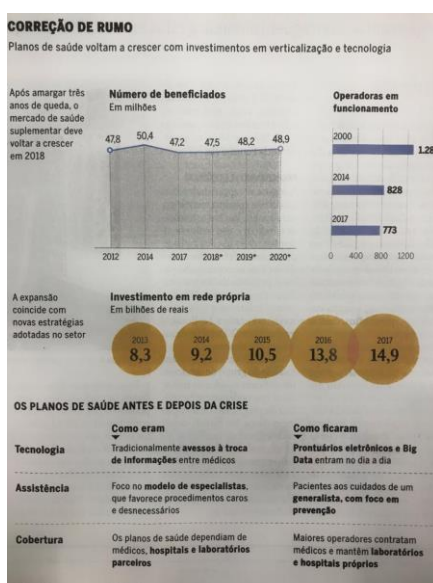 CORREÇÃO DE RUMO
Planos de saúde voltam a crescer com investimentos em verticalização e tecnologia
Após amargar três
anos de queda, o
mercado de saúde
suplementar deve
voltar a crescer
em 2018
Número de beneficiados
Em milhões
47,8 50,4 47,2 47,5 48,2 48,9
2012 2014 2017 2018* 2019* 2020*
Operadoras em
funcionamento
2000
1.28
2014
828
2017
773
0 400 800 1200
A expansão
coincide com
novas estratégias
adotadas no setor
Investimento em rede própria
Em bilhões de reais
2013 2014 2015 2016 2017
8,3 9,2 10,5 13,8 14,9
OS PLANOS DE SAÚDE ANTES E DEPOIS DA CRISE
Como eram
Como ficaram
Tecnologia
Tradicionalmente avessos à troca
de informações entre médicos
Prontuários eletrônicos e Big
Data entram no dia a dia
Assistência
Foco no modelo de especialistas,
que favorece procedimentos caros
e desnecessários
Pacientes aos cuidados de um
generalista, com foco em
prevenção
Cobertura
Os planos de saúde dependiam de
médicos, hospitais e laboratórios
parceiros
Maiores operadores contratam
médicos e mantêm laboratórios
e hospitais próprios